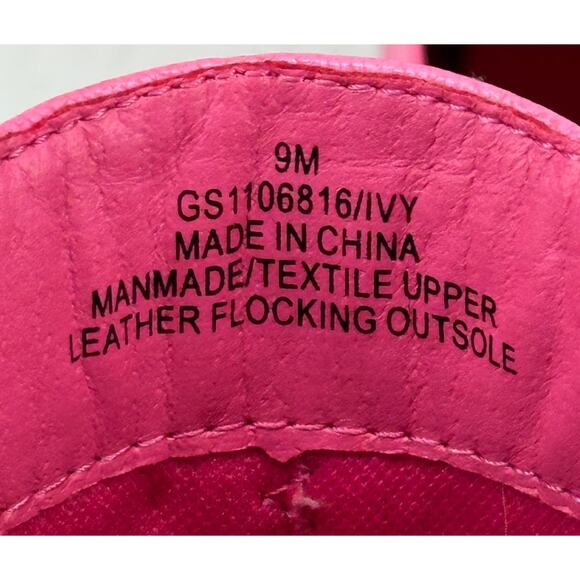 9M
GS1106816/IVY
MADE IN CHINA
MANMADE/TEXTILE UPPER
LEATHER FLOCKING OUTSOLE